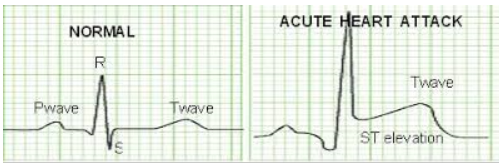 NORMAL
R
Pwave
Twave
S
ACUTE HEART ATTACK
Twave
ST elevation